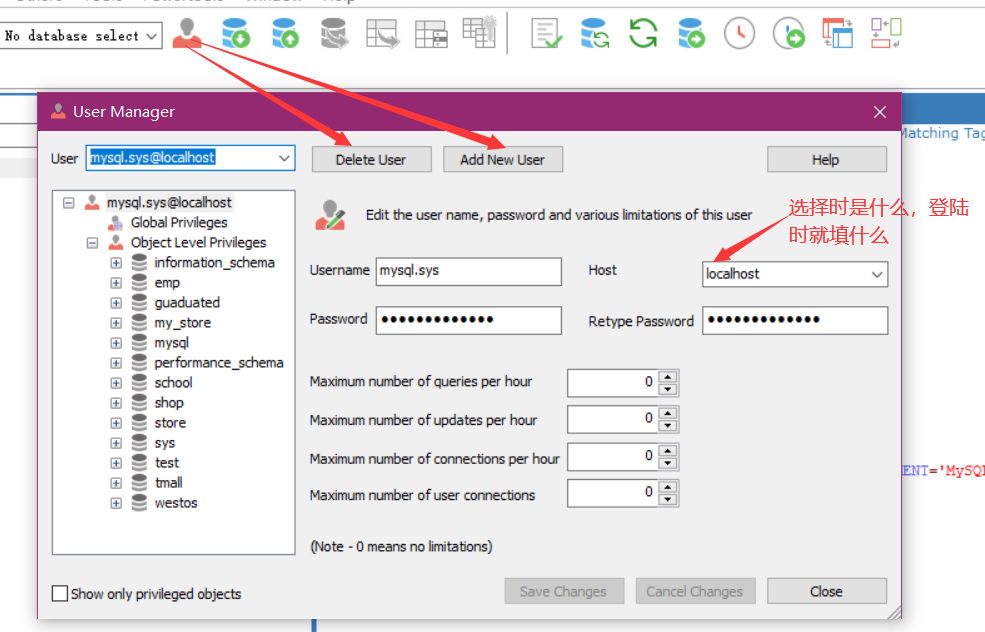 No database select
User Manager
Matching Tag
User
mysql.sys@localhost
Delete User
Add New User
Help
mysql.sys@localhost
Global Privileges
Object Level Privileges
information_schema
emp
guaduated
my_store
mysql
performance_schema
school
shop
store
sys
test
tmall
westos
Edit the user name, password and various limitations of this user
选择时是什么，登陆
时就填什么
Username
mysql.sys
Host
localhost
Password
●●●●●●●●●●●●●
Retype Password
●●●●●●●●●●●●●
Maximum number of queries per hour
0
Maximum number of updates per hour
0
Maximum number of connections per hour
0
Maximum number of user connections
0
ENT='MySQL
(Note - 0 means no limitations)
Show only privileged objects
Save Changes
Cancel Changes
Close